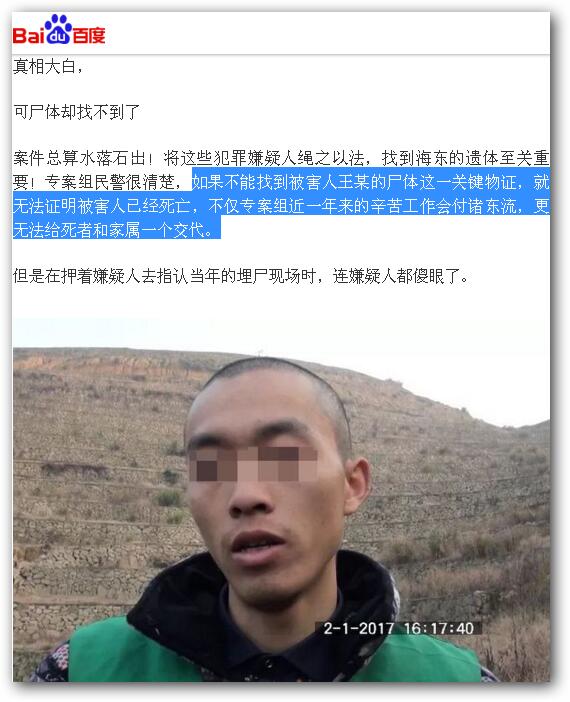 Bai du 百度
真相大白，
可尸体却找不到了
案件总算水落石出！将这些犯罪嫌疑人绳之以法，找到海东的遗体至关重
要！专案组民警很清楚，如果不能找到被害人王某的尸体这一关键物证，就
无法证明被害人已经死亡，不仅专案组近一年来的辛苦工作会付诸东流，更
无法给死者和家属一个交代。
但是在押着嫌疑人去指认当年的埋尸现场时，连嫌疑人都傻眼了。
2-1-2017 16:17:40